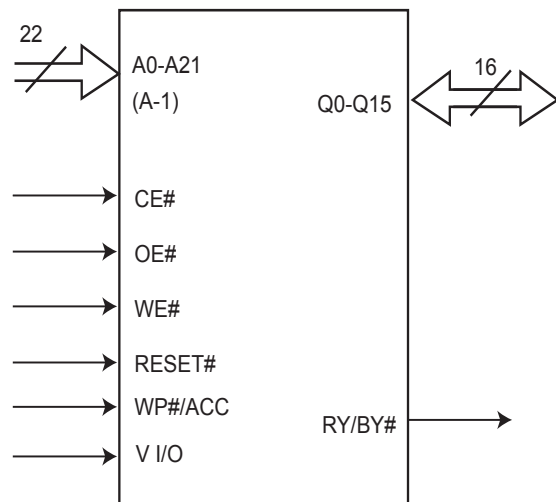 22
A0-A21
(A-1)
Q0-Q15
16
CE#
OE#
WE#
RESET#
WP#/ACC
RY/BY#
V I/O